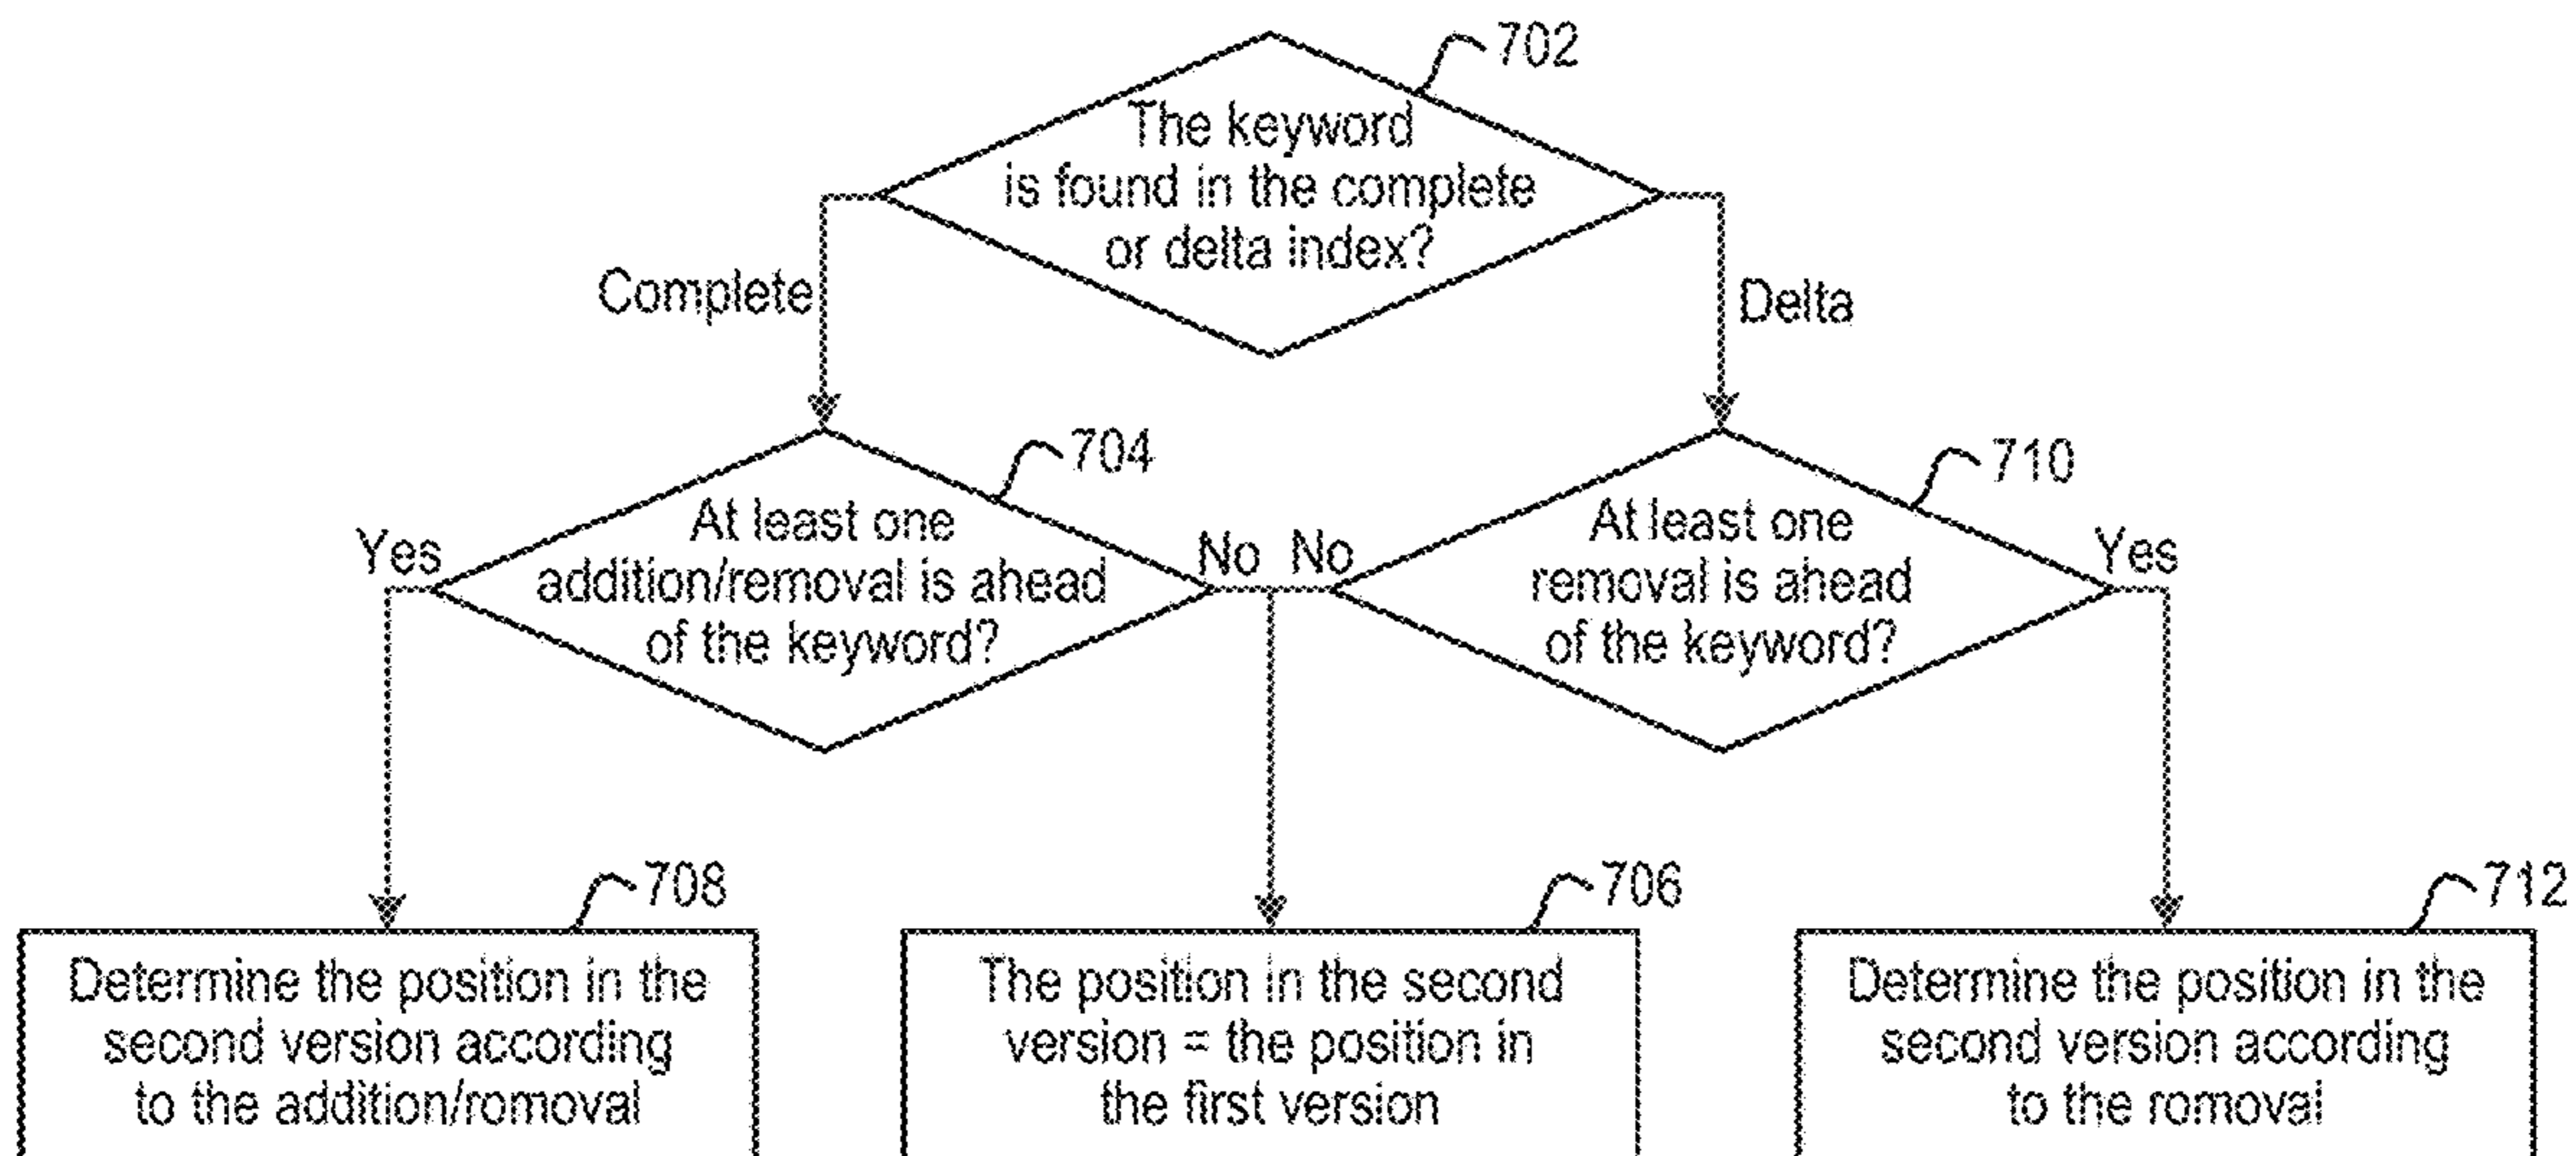 702
The keyword
is found in the complete
or delta index?
Complete
Delta
704
At least one
addition/removal is ahead
of the keyword?
Yes
No
710
At least one
removal is ahead
of the keyword?
No
Yes
708
Determine the position in the
second version according
to the addition/romoval
706
The position in the second
version = the position in
the first version
712
Determine the position in the
second version according
to the romoval